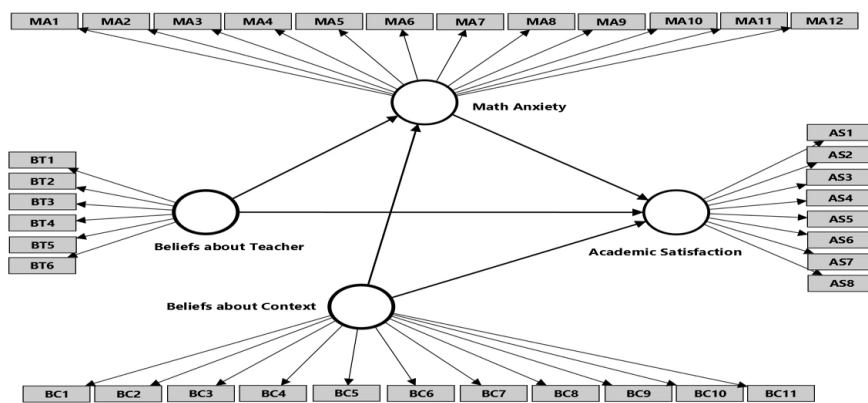 MA1 MA2 MA3 MA4 MA5 MA6 MA7 MA8 MA9 MA10 MA11 MA12
Math Anxiety
BT1
BT2
BT3
BT4
BT5
BT6
Beliefs about Teacher
AS1
AS2
AS3
AS4
AS5
AS6
AS7
AS8
Academic Satisfaction
Beliefs about Context
BC1 BC2 BC3 BC4 BC5 BC6 BC7 BC8 BC9 BC10 BC11